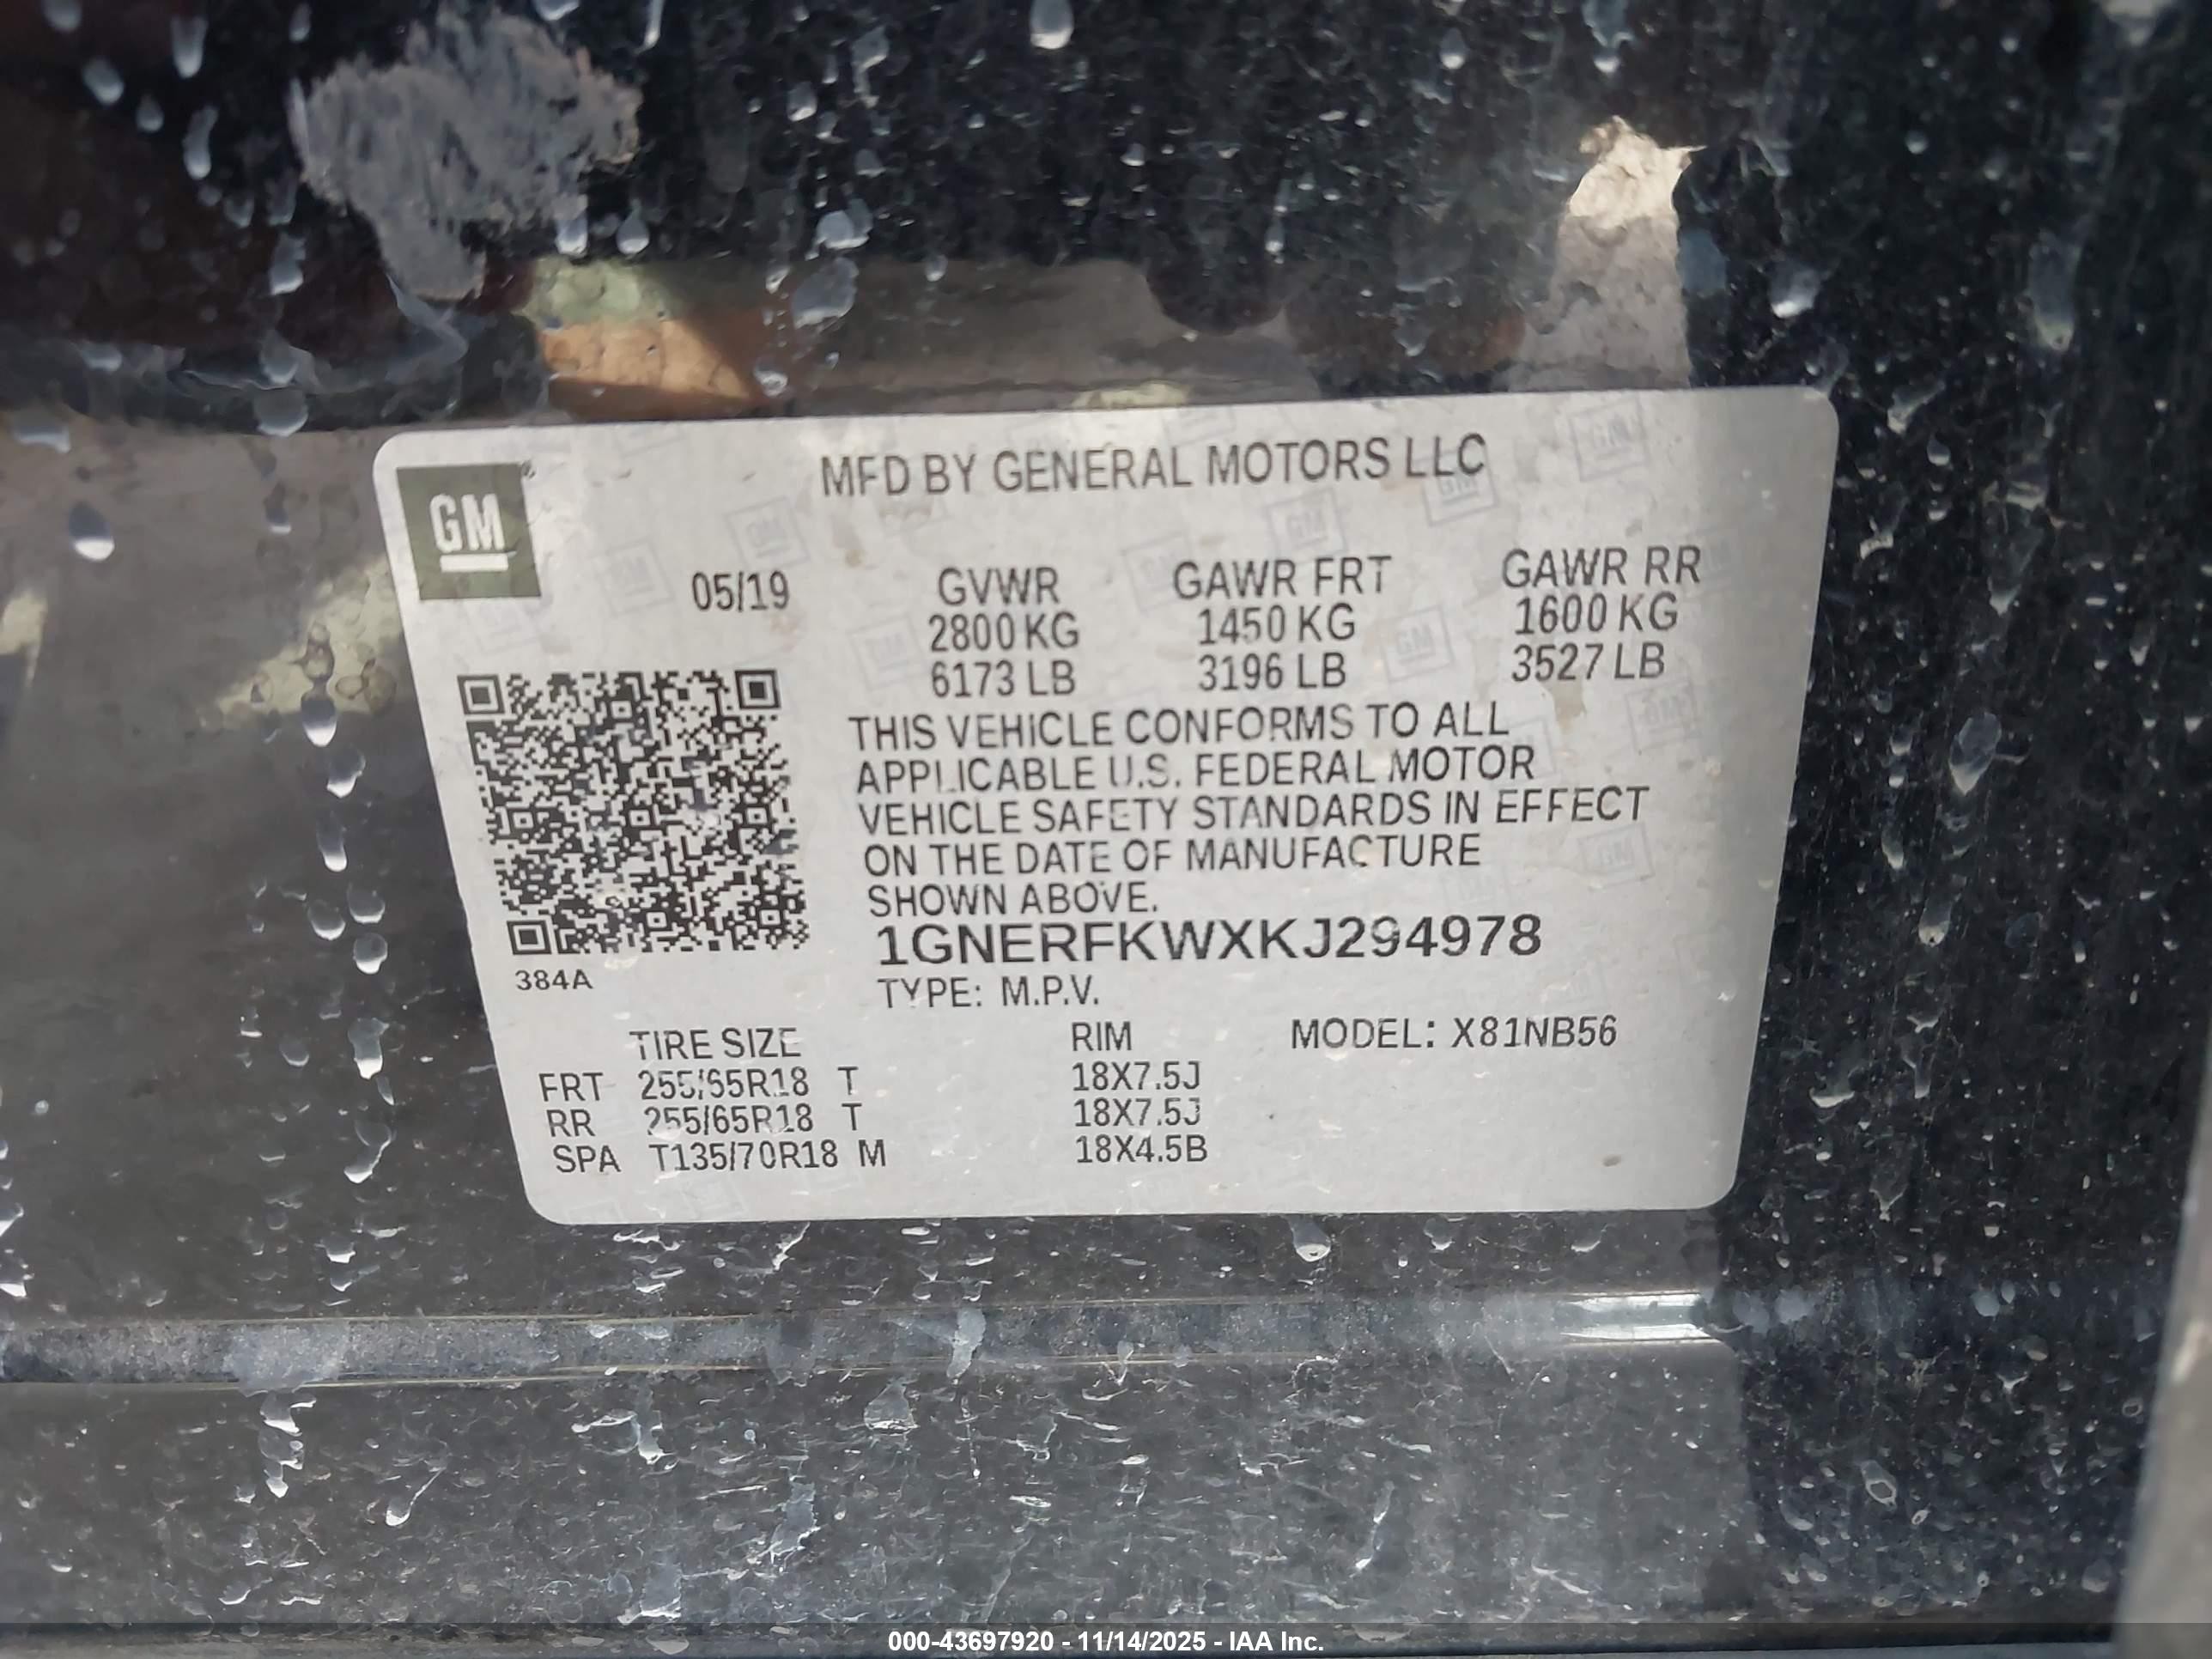 GM
MFD BY GENERAL MOTORS LLC
05/19 GVWR GAWR FRT GAWR RR
2800 KG 1450 KG 1600 KG
6173 LB 3196 LB 3527 LB
THIS VEHICLE CONFORMS TO ALL
APPLICABLE U.S. FEDERAL MOTOR
VEHICLE SAFETY STANDARDS IN EFFECT
ON THE DATE OF MANUFACTURE
SHOWN ABOVE.
1GNERFKWXKJ294978
384A
TYPE: M.P.V.
TIRE SIZE RIM MODEL: X81NB56
FRT 255/65R18 T 18X7.5J
RR 255/65R18 T 18X7.5J
SPA T135/70R18 M 18X4.5B
000-43697920 - 11/14/2025 - IAA Inc.